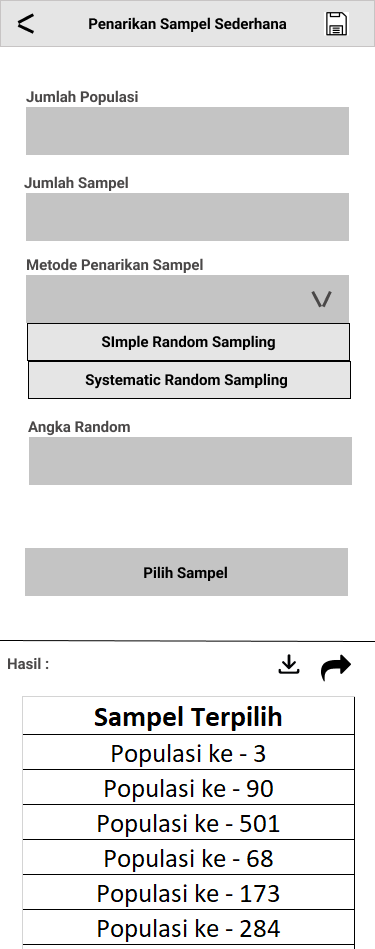 Penarikan Sampel Sederhana
Jumlah Populasi
Jumlah Sampel
Metode Penarikan Sampel
SImple Random Sampling
Systematic Random Sampling
Angka Random
Pilih Sampel
Hasil :
Sampel Terpilih
Populasi ke - 3
Populasi ke - 90
Populasi ke - 501
Populasi ke - 68
Populasi ke - 173
Populasi ke - 284